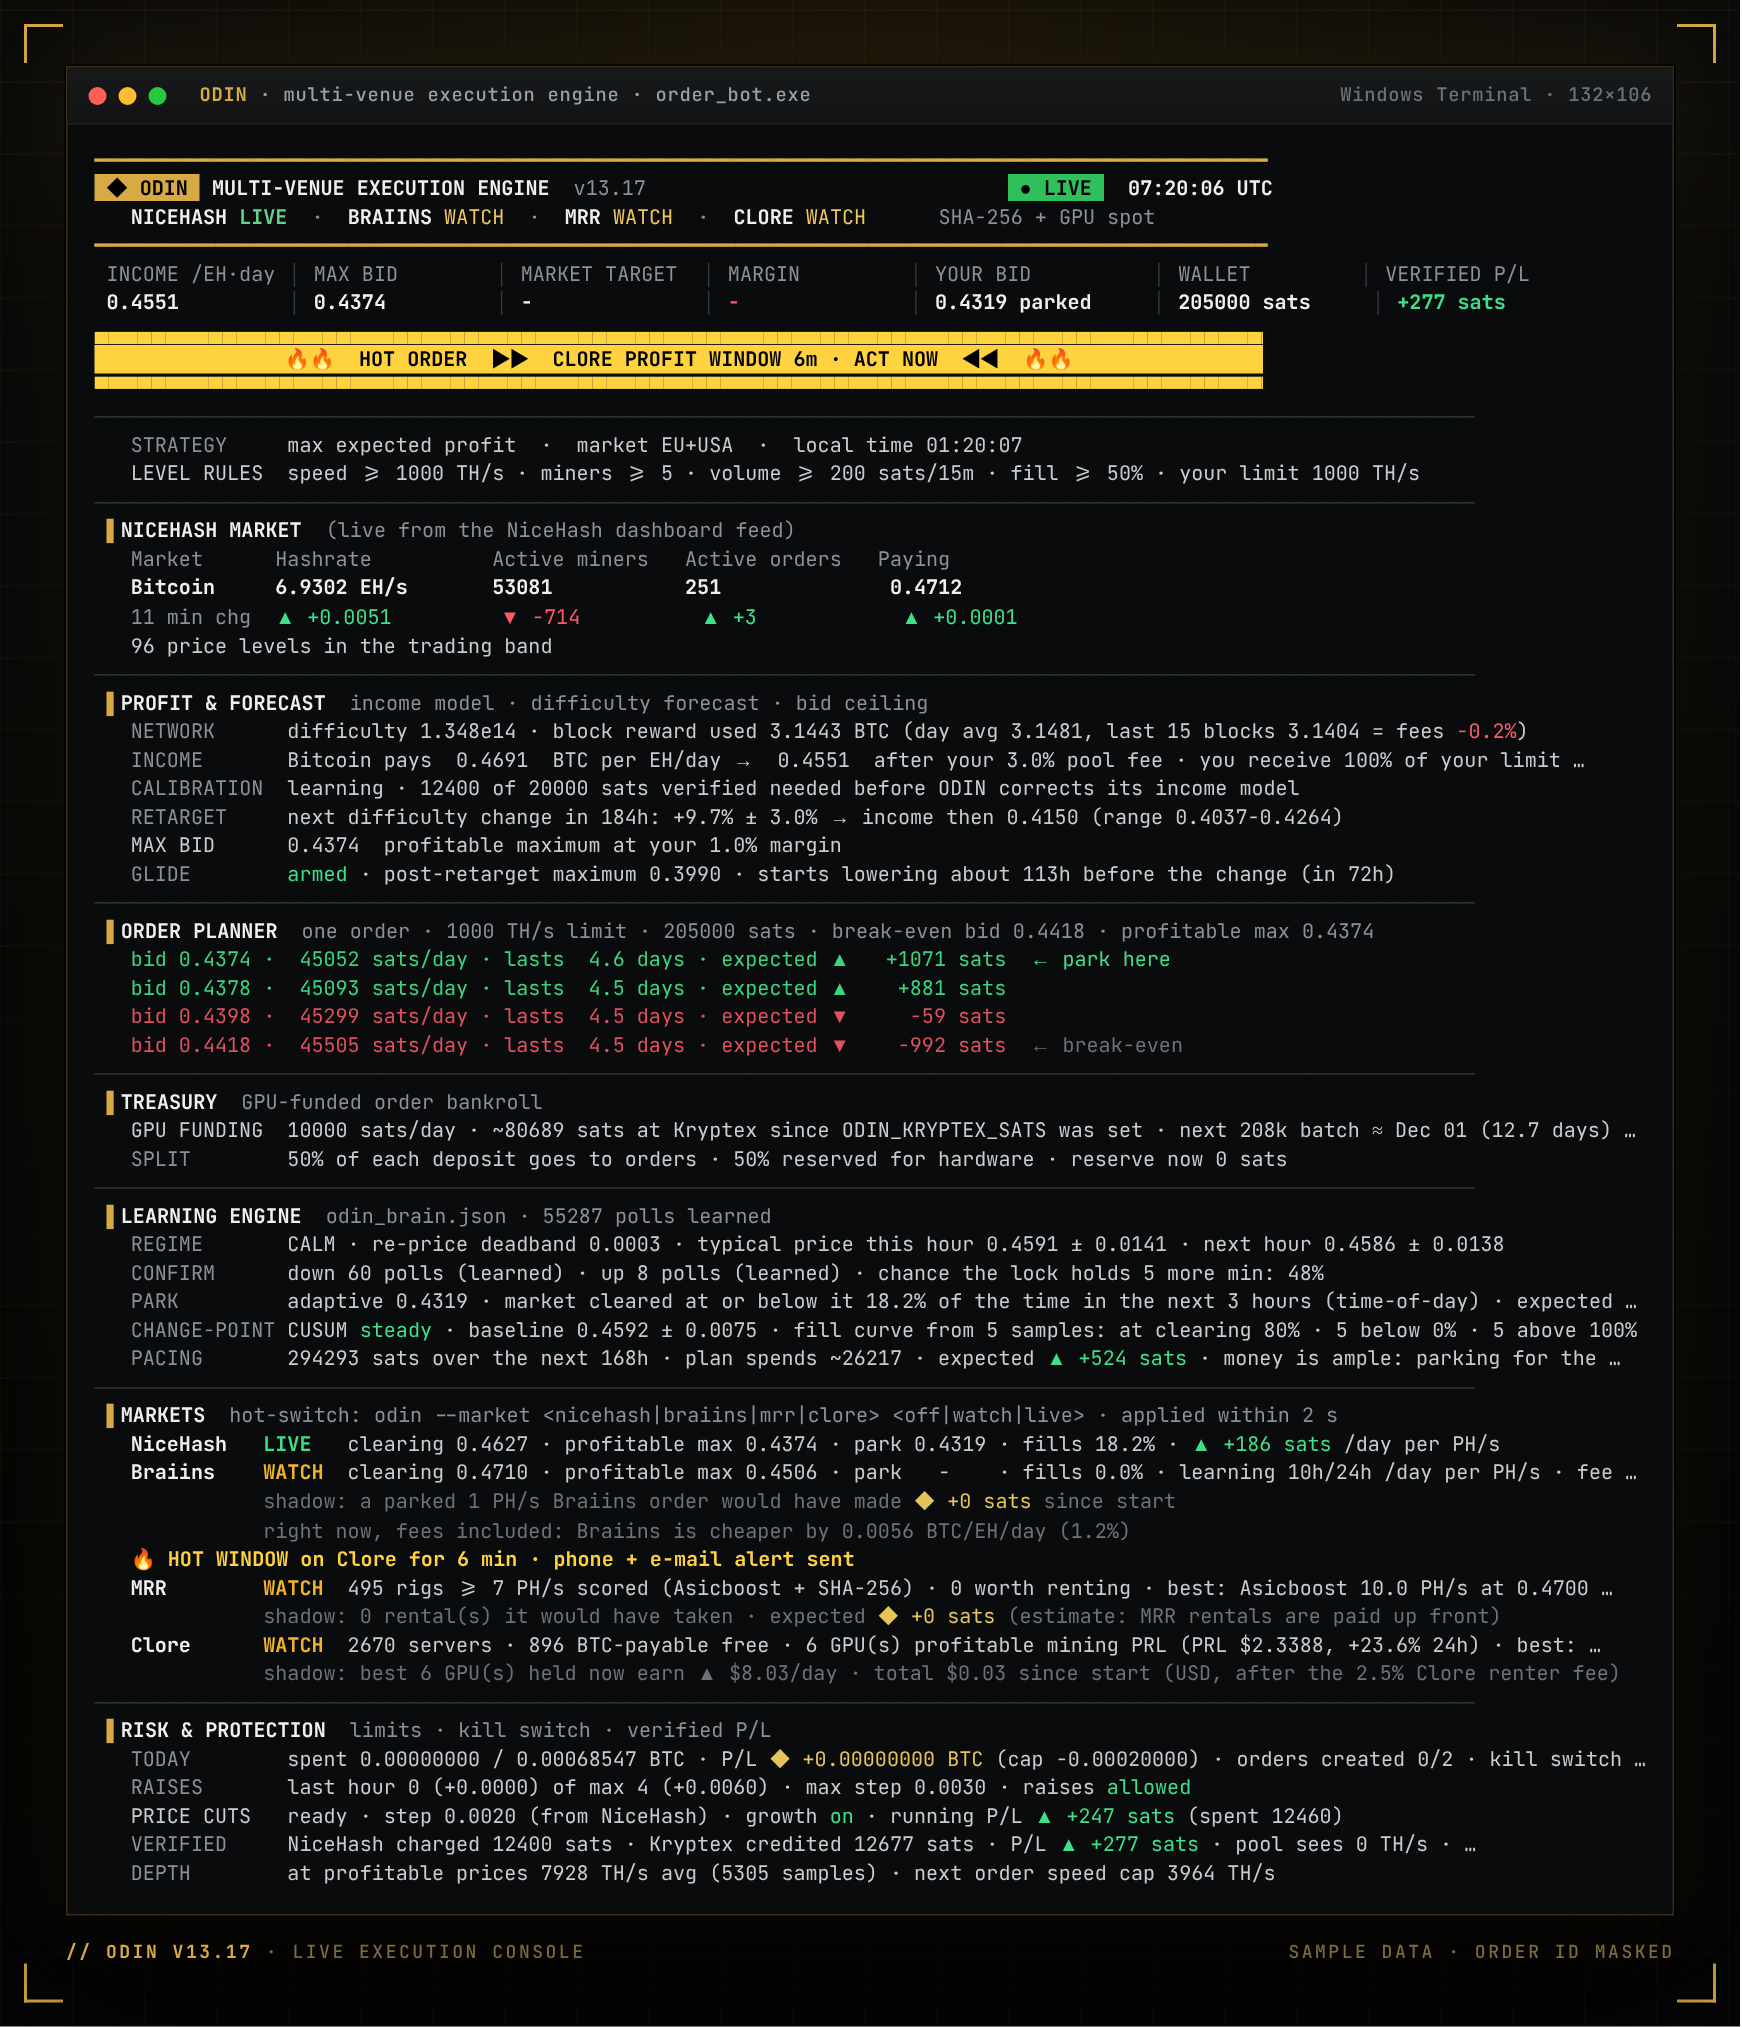 ODIN · multi-venue execution engine · order_bot.exe
Windows Terminal · 132×106
◆ ODIN MULTI-VENUE EXECUTION ENGINE v13.17 ● LIVE 07:20:06 UTC
NICEHASH LIVE · BRAIINS WATCH · MRR WATCH · CLORE WATCH SHA-256 + GPU spot
INCOME /EH·day │ MAX BID │ MARKET TARGET │ MARGIN │ YOUR BID │ WALLET │ VERIFIED P/L
0.4551 │ 0.4374 │ - │ - │ 0.4319 parked │ 205000 sats │ +277 sats
🔥🔥 HOT ORDER ▶▶ CLORE PROFIT WINDOW 6m · ACT NOW ◀◀ 🔥🔥
STRATEGY max expected profit · market EU+USA · local time 01:20:07
LEVEL RULES speed ≥ 1000 TH/s · miners ≥ 5 · volume ≥ 200 sats/15m · fill ≥ 50% · your limit 1000 TH/s
NICEHASH MARKET (live from the NiceHash dashboard feed)
Market Hashrate Active miners Active orders Paying
Bitcoin 6.9302 EH/s 53081 251 0.4712
11 min chg ▲ +0.0051 ▼ -714 ▲ +3 ▲ +0.0001
96 price levels in the trading band
PROFIT & FORECAST income model · difficulty forecast · bid ceiling
NETWORK difficulty 1.348e14 · block reward used 3.1443 BTC (day avg 3.1481, last 15 blocks 3.1404 = fees -0.2%)
INCOME Bitcoin pays 0.4691 BTC per EH/day → 0.4551 after your 3.0% pool fee · you receive 100% of your limit …
CALIBRATION learning · 12400 of 20000 sats verified needed before ODIN corrects its income model
RETARGET next difficulty change in 184h: +9.7% ± 3.0% → income then 0.4150 (range 0.4037-0.4264)
MAX BID 0.4374 profitable maximum at your 1.0% margin
GLIDE armed · post-retarget maximum 0.3990 · starts lowering about 113h before the change (in 72h)
ORDER PLANNER one order · 1000 TH/s limit · 205000 sats · break-even bid 0.4418 · profitable max 0.4374
bid 0.4374 · 45052 sats/day · lasts 4.6 days · expected ▲ +1071 sats ← park here
bid 0.4378 · 45093 sats/day · lasts 4.5 days · expected ▲ +881 sats
bid 0.4398 · 45299 sats/day · lasts 4.5 days · expected ▼ -59 sats
bid 0.4418 · 45505 sats/day · lasts 4.5 days · expected ▼ -992 sats ← break-even
TREASURY GPU-funded order bankroll
GPU FUNDING 10000 sats/day · ~80689 sats at Kryptex since ODIN_KRYPTEX_SATS was set · next 208k batch ≈ Dec 01 (12.7 days) …
SPLIT 50% of each deposit goes to orders · 50% reserved for hardware · reserve now 0 sats
LEARNING ENGINE odin_brain.json · 55287 polls learned
REGIME CALM · re-price deadband 0.0003 · typical price this hour 0.4591 ± 0.0141 · next hour 0.4586 ± 0.0138
CONFIRM down 60 polls (learned) · up 8 polls (learned) · chance the lock holds 5 more min: 48%
PARK adaptive 0.4319 · market cleared at or below it 18.2% of the time in the next 3 hours (time-of-day) · expected …
CHANGE-POINT CUSUM steady · baseline 0.4592 ± 0.0075 · fill curve from 5 samples: at clearing 80% · 5 below 0% · 5 above 100%
PACING 294293 sats over the next 168h · plan spends ~26217 · expected ▲ +524 sats · money is ample: parking for the …
MARKETS hot-switch: odin --market <nicehash|braiins|mrr|clore> <off|watch|live> · applied within 2 s
NiceHash LIVE clearing 0.4627 · profitable max 0.4374 · park 0.4319 · fills 18.2% · ▲ +186 sats /day per PH/s
Braiins WATCH clearing 0.4710 · profitable max 0.4506 · park - · fills 0.0% · learning 10h/24h /day per PH/s · fee …
shadow: a parked 1 PH/s Braiins order would have made ◆ +0 sats since start
right now, fees included: Braiins is cheaper by 0.0056 BTC/EH/day (1.2%)
🔥 HOT WINDOW on Clore for 6 min · phone + e-mail alert sent
MRR WATCH 495 rigs ≥ 7 PH/s scored (Asicboost + SHA-256) · 0 worth renting · best: Asicboost 10.0 PH/s at 0.4700 …
shadow: 0 rental(s) it would have taken · expected ◆ +0 sats (estimate: MRR rentals are paid up front)
Clore WATCH 2670 servers · 896 BTC-payable free · 6 GPU(s) profitable mining PRL (PRL $2.3388, +23.6% 24h) · best: …
shadow: best 6 GPU(s) held now earn ▲ $8.03/day · total $0.03 since start (USD, after the 2.5% Clore renter fee)
RISK & PROTECTION limits · kill switch · verified P/L
TODAY spent 0.00000000 / 0.00068547 BTC · P/L ◆ +0.00000000 BTC (cap -0.00020000) · orders created 0/2 · kill switch …
RAISES last hour 0 (+0.0000) of max 4 (+0.0060) · max step 0.0030 · raises allowed
PRICE CUTS ready · step 0.0020 (from NiceHash) · growth on · running P/L ▲ +247 sats (spent 12460)
VERIFIED NiceHash charged 12400 sats · Kryptex credited 12677 sats · P/L ▲ +277 sats · pool sees 0 TH/s · …
DEPTH at profitable prices 7928 TH/s avg (5305 samples) · next order speed cap 3964 TH/s
// ODIN V13.17 · LIVE EXECUTION CONSOLE
SAMPLE DATA · ORDER ID MASKED